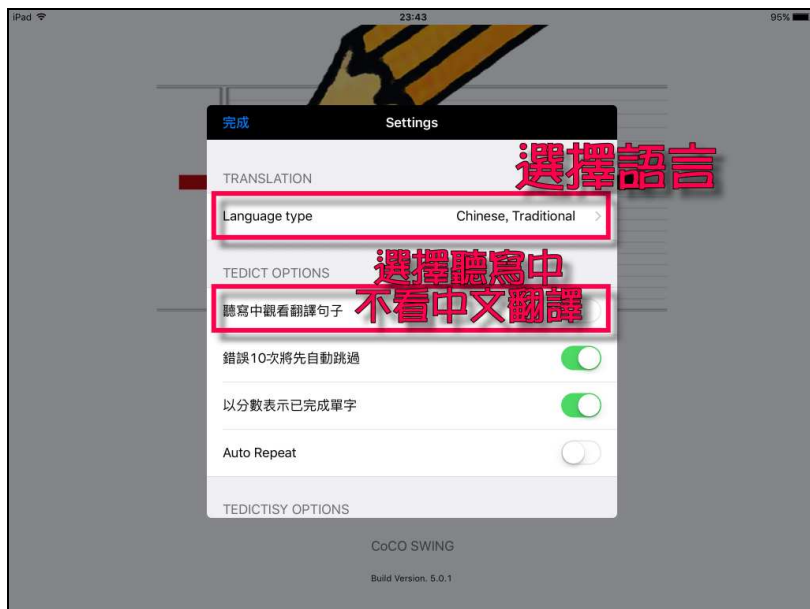 iPad 23:43 95%
完成 Settings
選擇語言
TRANSLATION
Language type Chinese, Traditional
選擇聽寫中
不看中文翻譯
TEDICT OPTIONS
聽寫中觀看翻譯句子
錯誤10次將先自動跳過
以分數表示已完成單字
Auto Repeat
TEDICTISY OPTIONS
CoCO SWING
Build Version. 5.0.1